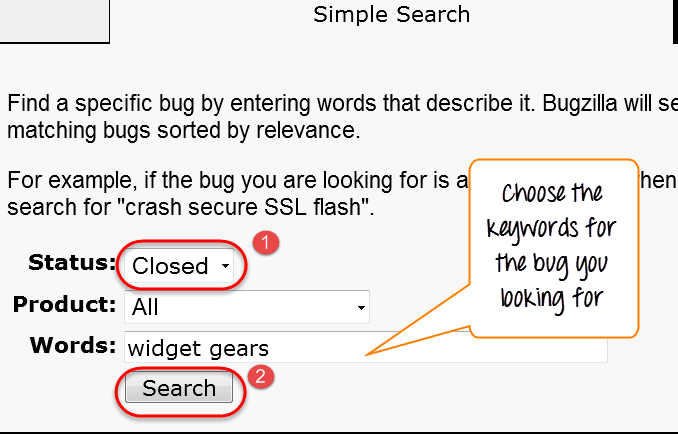 Simple Search
Find a specific bug by entering words that describe it. Bugzilla will se
matching bugs sorted by relevance.
For example, if the bug you are looking for is a hen
search for "crash secure SSL flash".
Choose the
keywords for
the bug you
looking for
1
Status: Closed
Product: All
Words: widget gears
Search 2